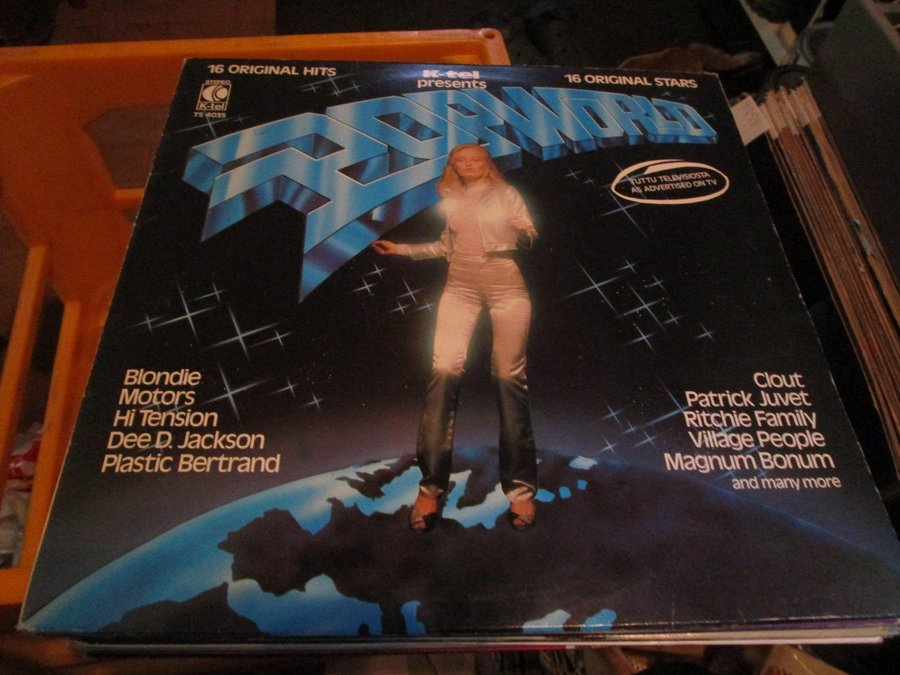 16 ORIGINAL HITS
K-tel
presents
16 ORIGINAL STARS
STEREO
K-tel
TS 4035
POP WORLD
TUTTU TELEVISIOSTA
AS ADVERTISED ON TV
Blondie
Motors
Hi Tension
Dee D. Jackson
Plastic Bertrand
Clout
Patrick Juvet
Ritchie Family
Village People
Magnum Bonum
and many more